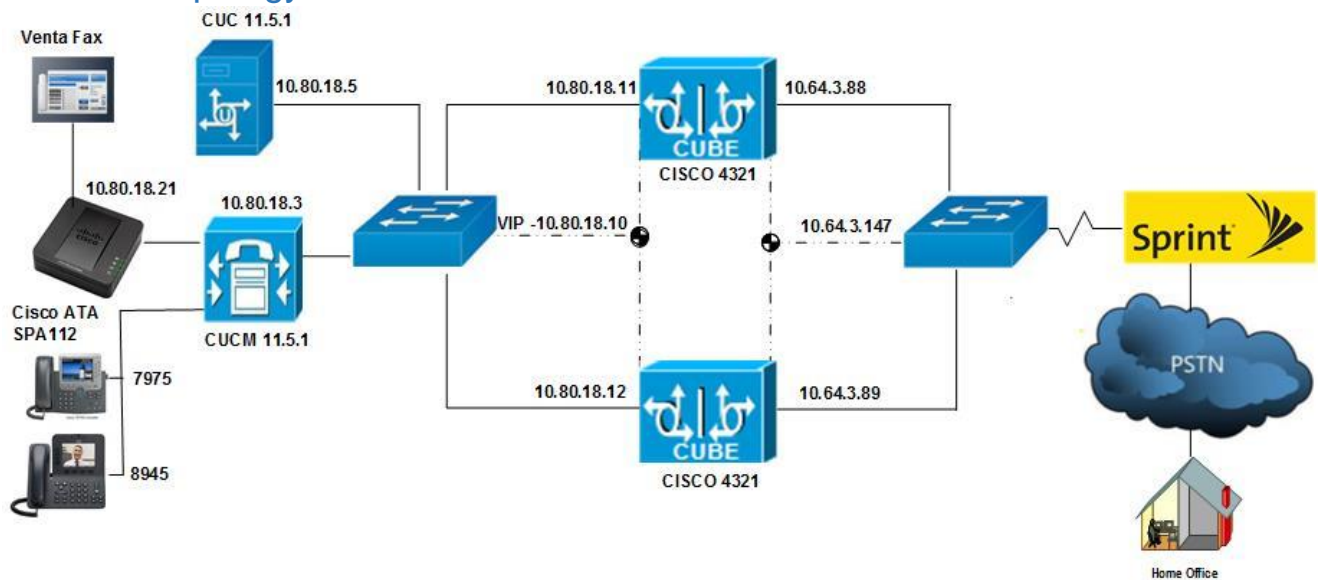 CUC 11.5.1
Venta Fax
10.80.18.5
10.80.18.11
10.64.3.88
CUBE
CISCO 4321
10.80.18.21
10.80.18.3
VIP -10.80.18.10
10.64.3.147
Sprint
Cisco ATA
SPA112
CUCM 11.5.1
7975
8945
10.80.18.12
10.64.3.89
CUBE
CISCO 4321
PSTN
Home Office